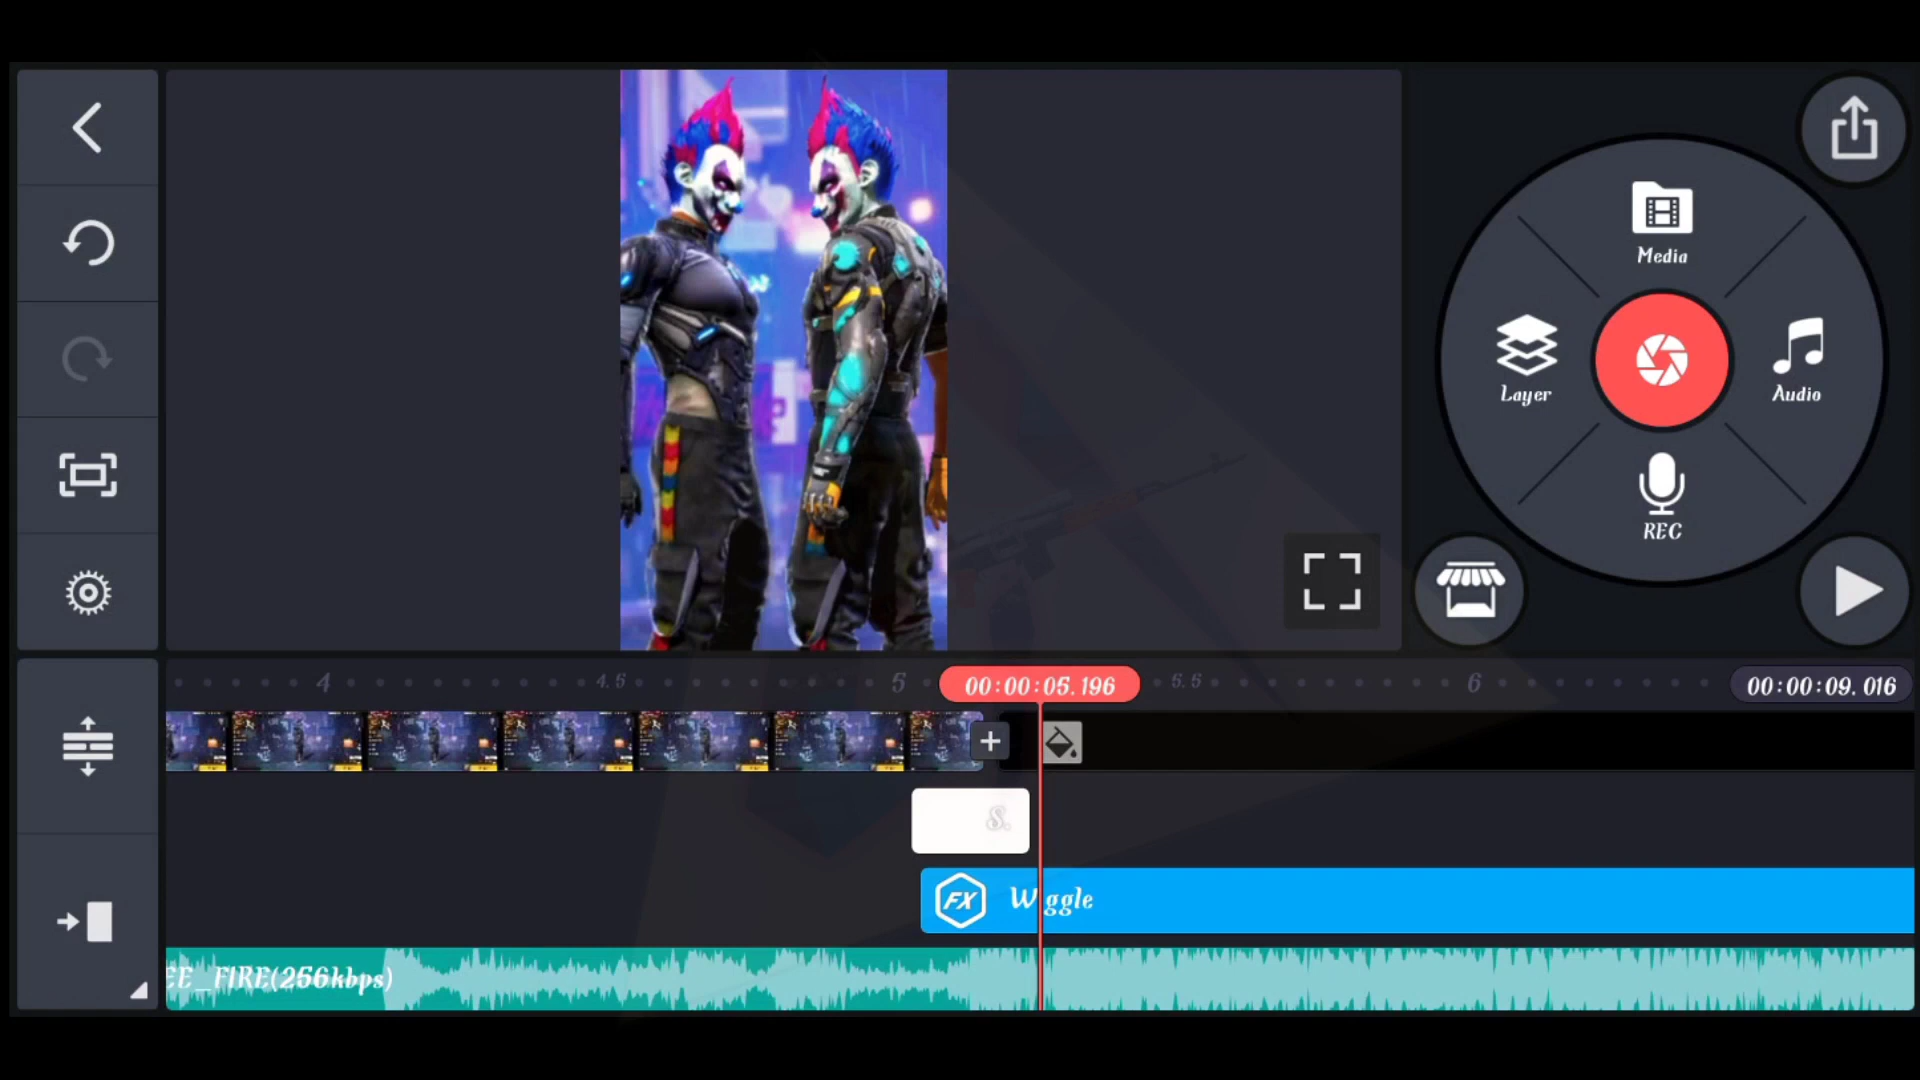 Media
Layer
Audio
REC
4
4.5
5
00:00:05.196
5.5
6
00:00:09.016
S.
FX Wiggle
EE_FIRE(256kbps)